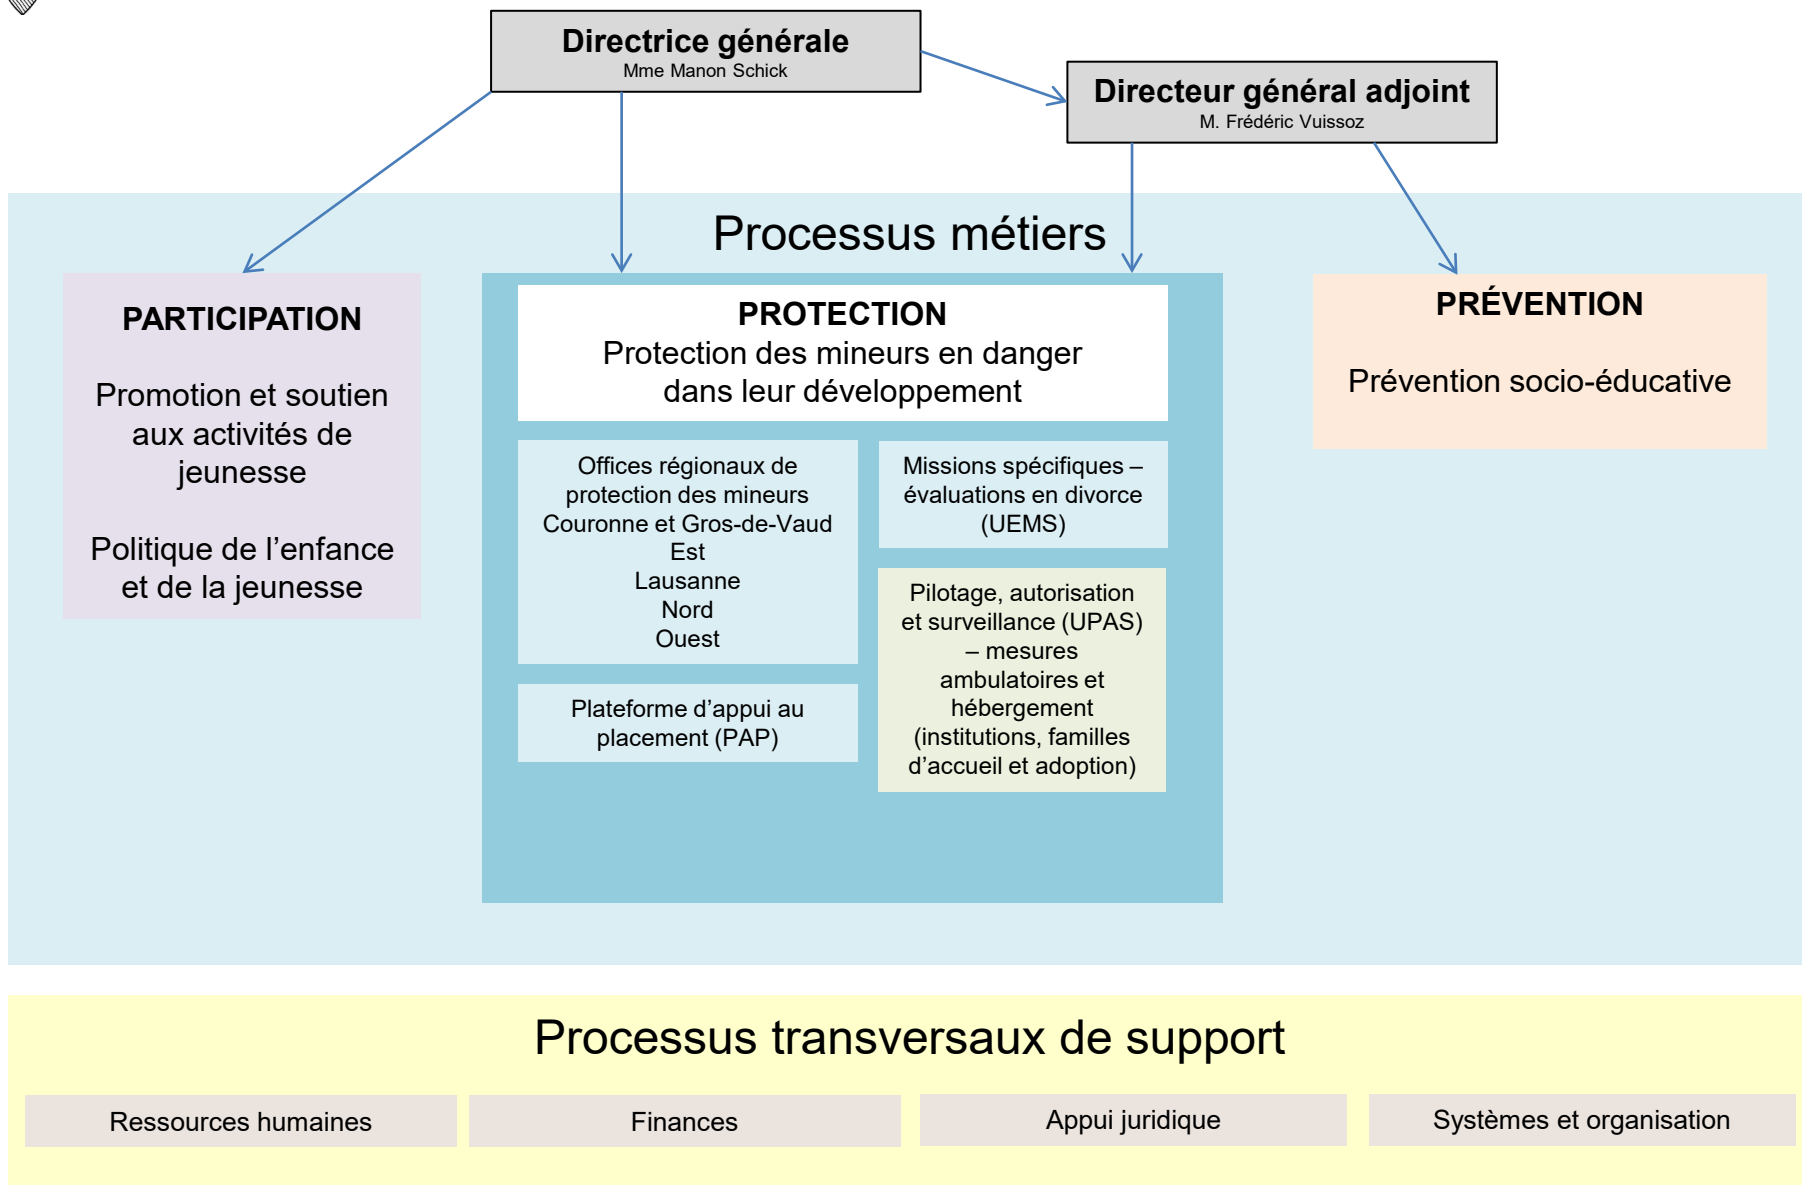 Directrice générale
Mme Manon Schick
Directeur général adjoint
M. Frédéric Vuissoz
Processus métiers
PARTICIPATION
Promotion et soutien
aux activités de
jeunesse
Politique de l’enfance
et de la jeunesse
PROTECTION
Protection des mineurs en danger
dans leur développement
Offices régionaux de
protection des mineurs
Couronne et Gros-de-Vaud
Est
Lausanne
Nord
Ouest
Plateforme d’appui au
placement (PAP)
Missions spécifiques –
évaluations en divorce
(UEMS)
Pilotage, autorisation
et surveillance (UPAS)
– mesures
ambulatoires et
hébergement
(institutions, familles
d’accueil et adoption)
PRÉVENTION
Prévention socio-éducative
Processus transversaux de support
Ressources humaines
Finances
Appui juridique
Systèmes et organisation